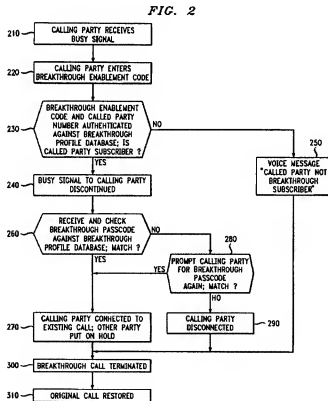 FIG. 2
210
CALLING PARTY RECEIVES
BUSY SIGNAL
220
CALLING PARTY ENTERS
BREAKTHROUGH ENABLEMENT CODE
230
BREAKTHROUGH ENABLEMENT
CODE AND CALLED PARTY
NUMBER AUTHENTICATED
AGAINST BREAKTHROUGH
PROFILE DATABASE; IS
CALLED PARTY SUBSCRIBER ?
NO
YES
250
VOICE MESSAGE
"CALLED PARTY NOT
BREAKTHROUGH
SUBSCRIBER"
240
BUSY SIGNAL TO CALLING PARTY
DISCONTINUED
260
RECEIVE AND CHECK
BREAKTHROUGH PASSCODE
AGAINST BREAKTHROUGH
PROFILE DATABASE; MATCH ?
NO
YES
280
PROMPT CALLING PARTY
FOR BREAKTHROUGH
PASSCODE
AGAIN; MATCH ?
YES
NO
270
CALLING PARTY CONNECTED TO
EXISTING CALL; OTHER PARTY
PUT ON HOLD
CALLING PARTY
DISCONNECTED
290
300
BREAKTHROUGH CALL TERMINATED
310
ORIGINAL CALL RESTORED